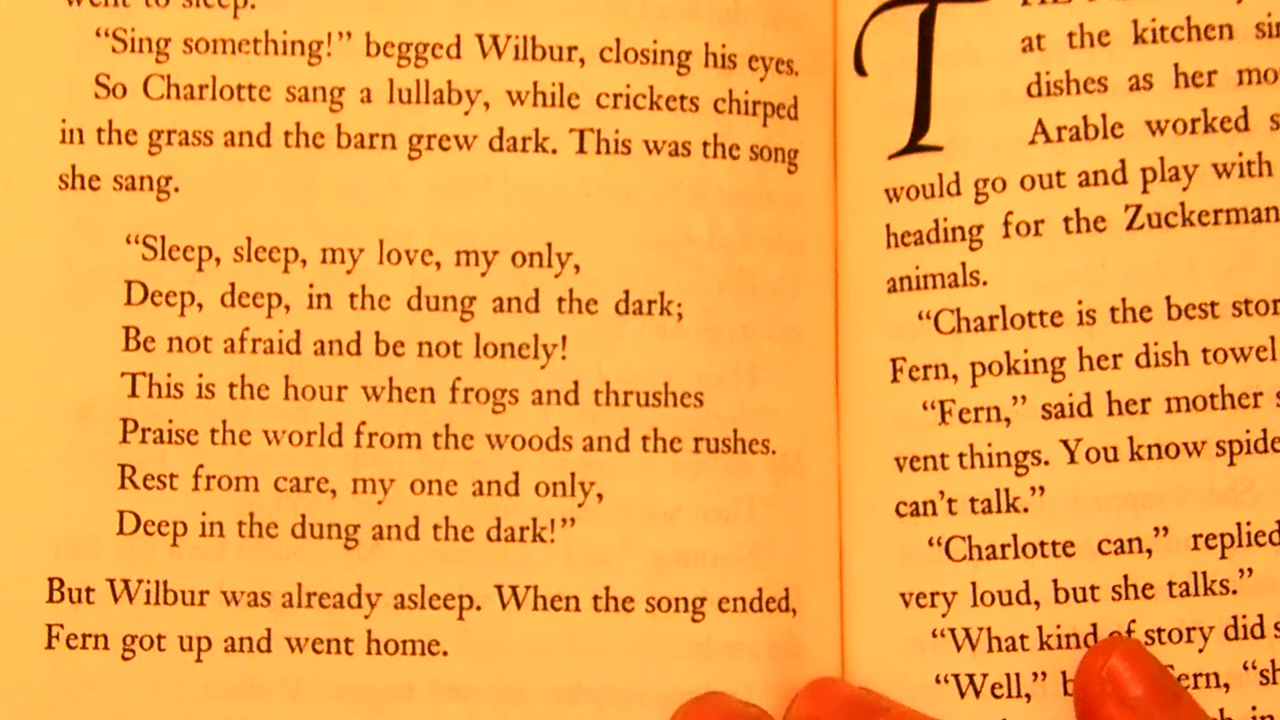 went to sleep.
“Sing something!” begged Wilbur, closing his eyes.
So Charlotte sang a lullaby, while crickets chirped
in the grass and the barn grew dark. This was the song
she sang.
“Sleep, sleep, my love, my only,
Deep, deep, in the dung and the dark;
Be not afraid and be not lonely!
This is the hour when frogs and thrushes
Praise the world from the woods and the rushes.
Rest from care, my one and only,
Deep in the dung and the dark!”
But Wilbur was already asleep. When the song ended,
Fern got up and went home.
T
at the kitchen
dishes as her
Arable worked
would go out and play with
heading for the Zuckerman
animals.
“Charlotte is the best
Fern, poking her dish towel
“Fern,” said her mother
vent things. You know
can't talk.”
“Charlotte can,” replied
very loud, but she talks.”
“What kind of story did
“Well,”